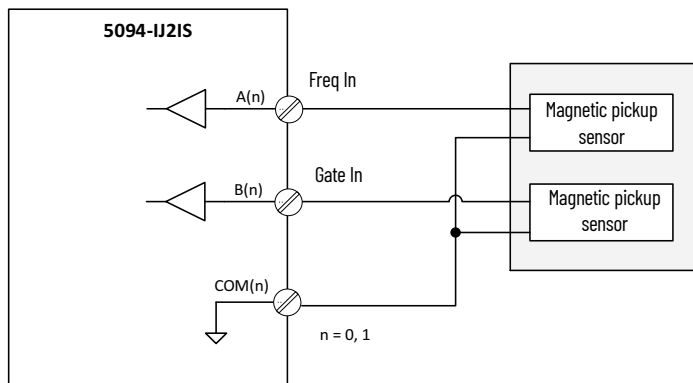 5094-IJ2IS
Freq In
A(n)
Magnetic pickup
sensor
Gate In
B(n)
Magnetic pickup
sensor
COM(n)
n = 0, 1